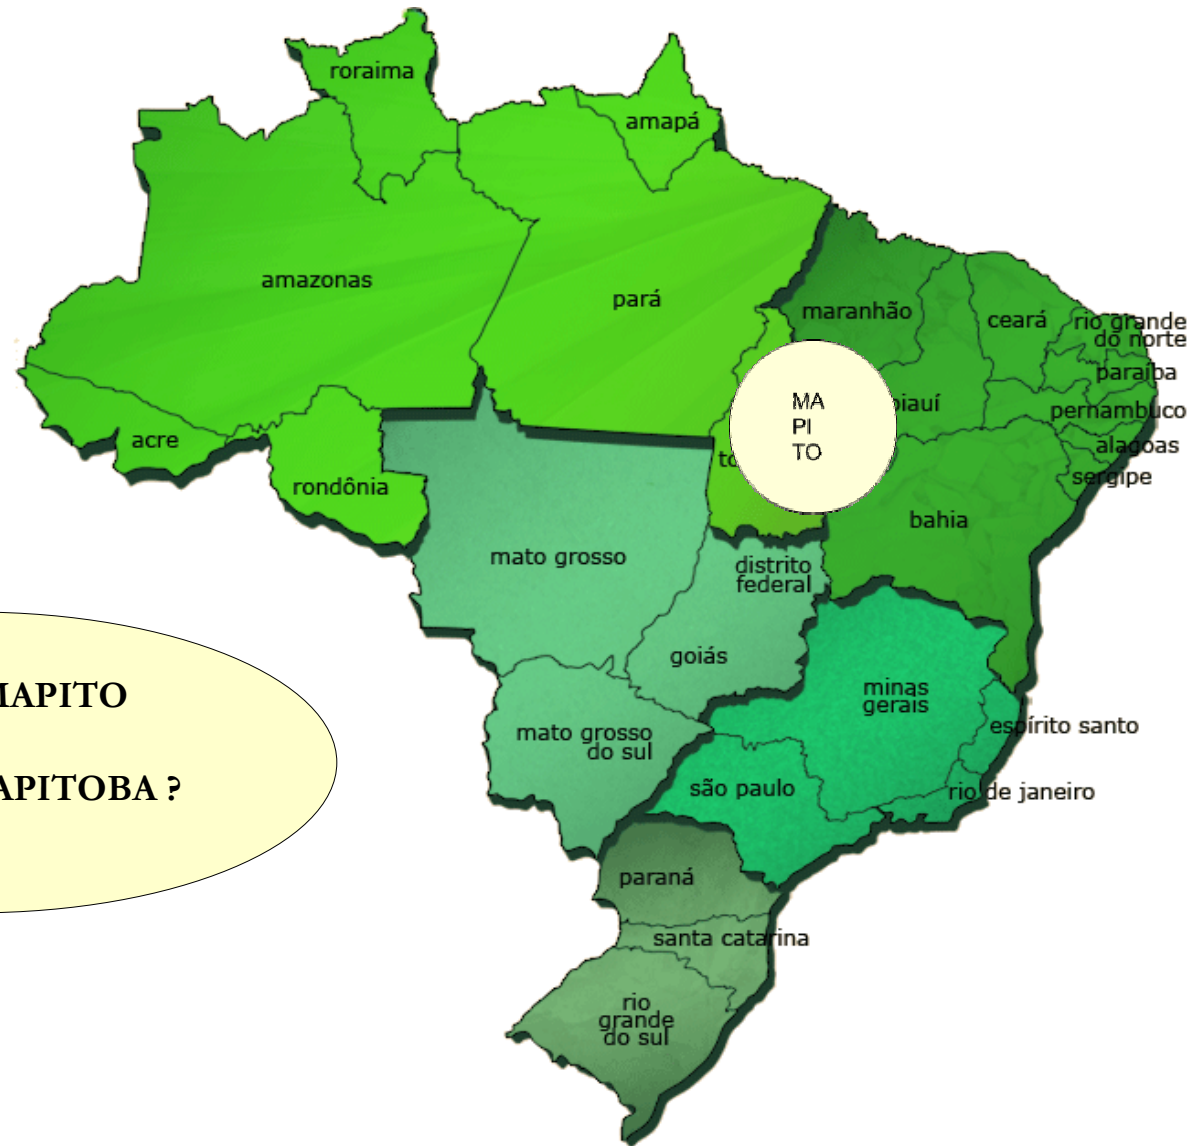 roraima
amapá
amazonas
pará
maranhão
ceará
rio grande
do norte
paraíba
pernambuco
alagoas
sergipe
MA
PI
TO
acre
rondônia
bahia
mato grosso
distrito
federal
goiás
minas
gerais
espírito santo
mato grosso
do sul
são paulo
rio de janeiro
paraná
santa catarina
rio
grande
do sul
MAPITO
APITOBA ?
piauí
to